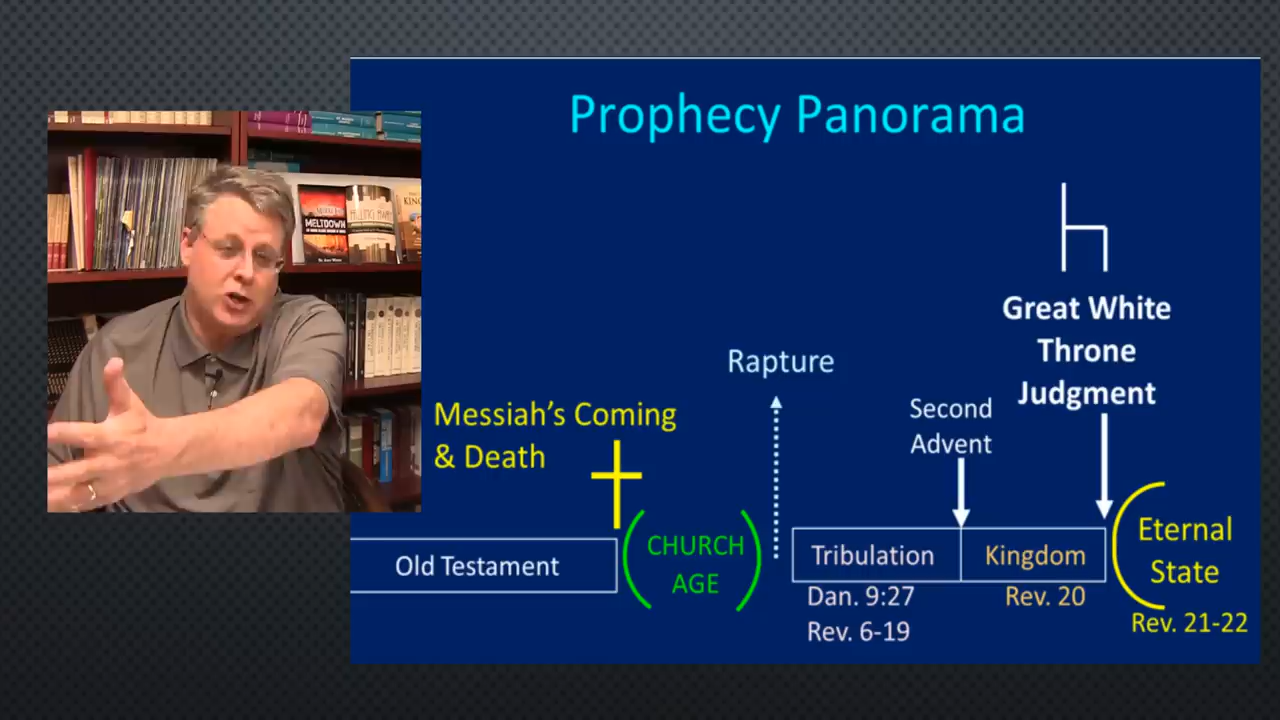 Prophecy Panorama
Great White
Throne
Judgment
Rapture
Second
Advent
Messiah’s Coming
& Death
Old Testament
CHURCH
AGE
Tribulation
Kingdom
Eternal
State
Dan. 9:27
Rev. 6-19
Rev. 20
Rev. 21-22
MELTDOWN